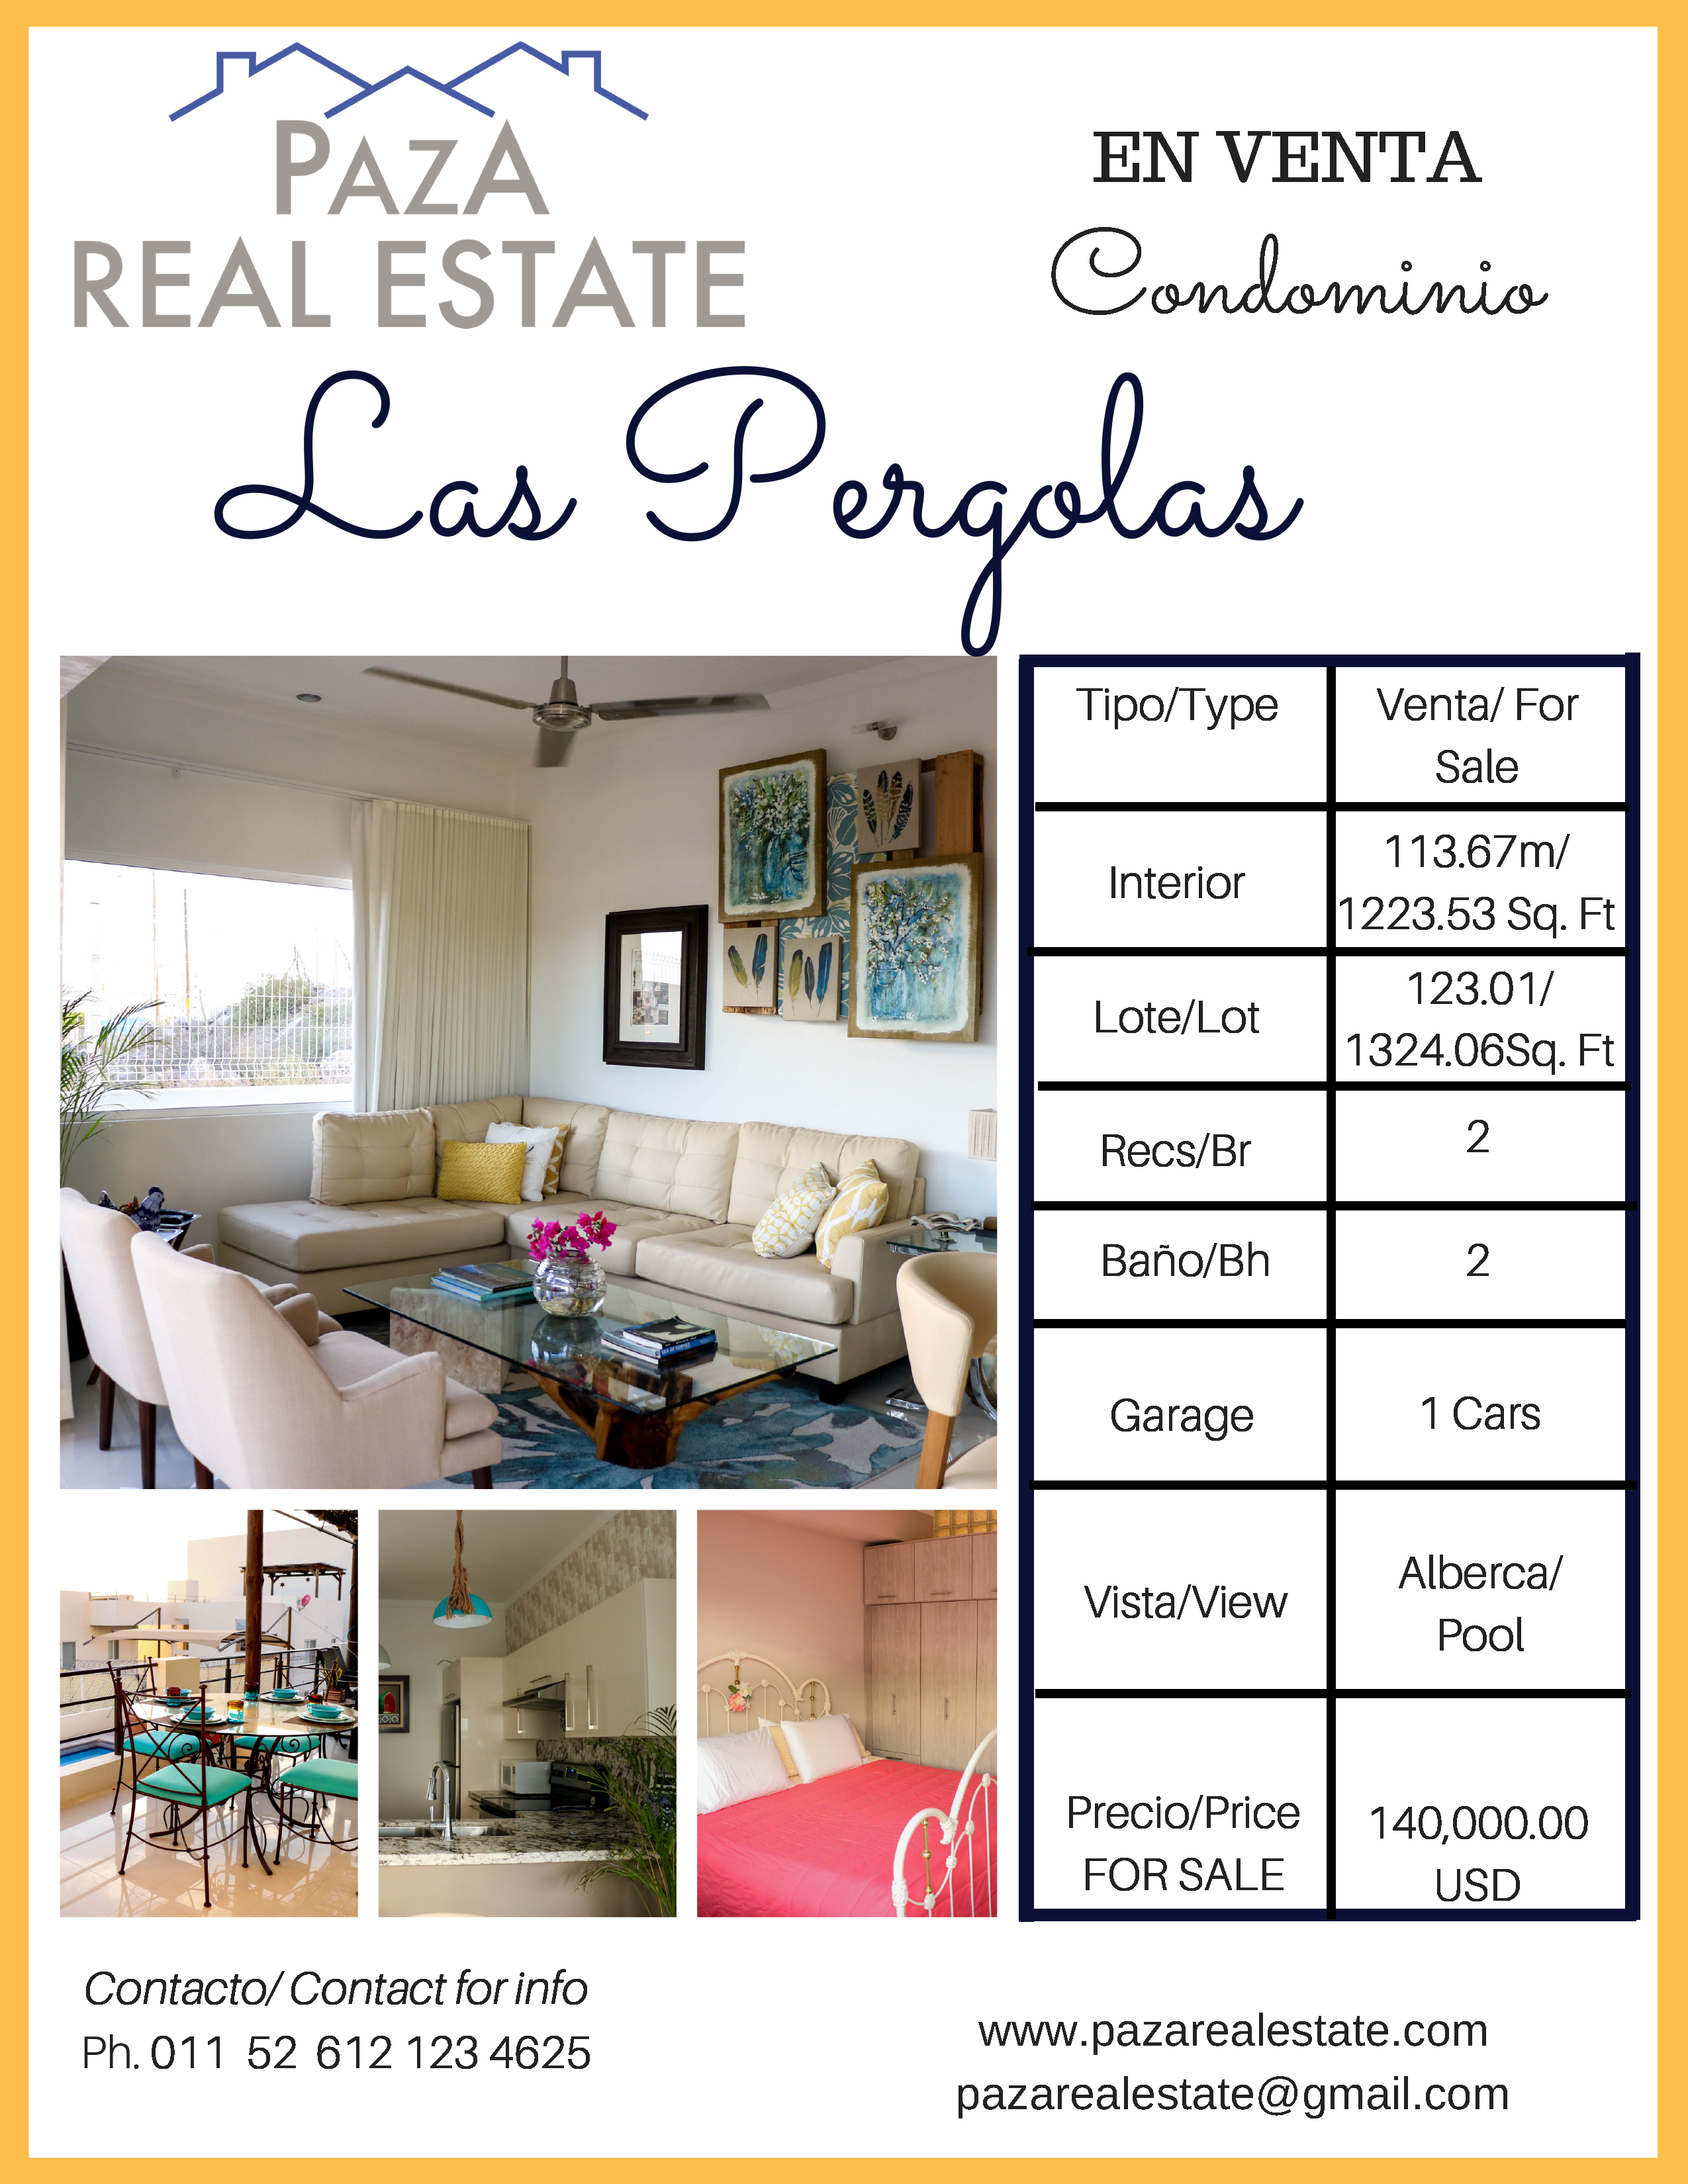 PAZA
REAL ESTATE
EN VENTA
Condominio
Las Pergolas
Tipo/Type
Venta/ For
Sale
Interior
113.67m/
1223.53 Sq. Ft
Lote/Lot
123.01/
1324.06Sq. Ft
Recs/Br
2
Baño/Bh
2
Garage
1 Cars
Vista/View
Alberca/
Pool
Precio/Price
FOR SALE
140,000.00
USD
Contacto/ Contact for info
Ph. 011 52 612 123 4625
www.pazarealestate.com
pazarealestate@gmail.com